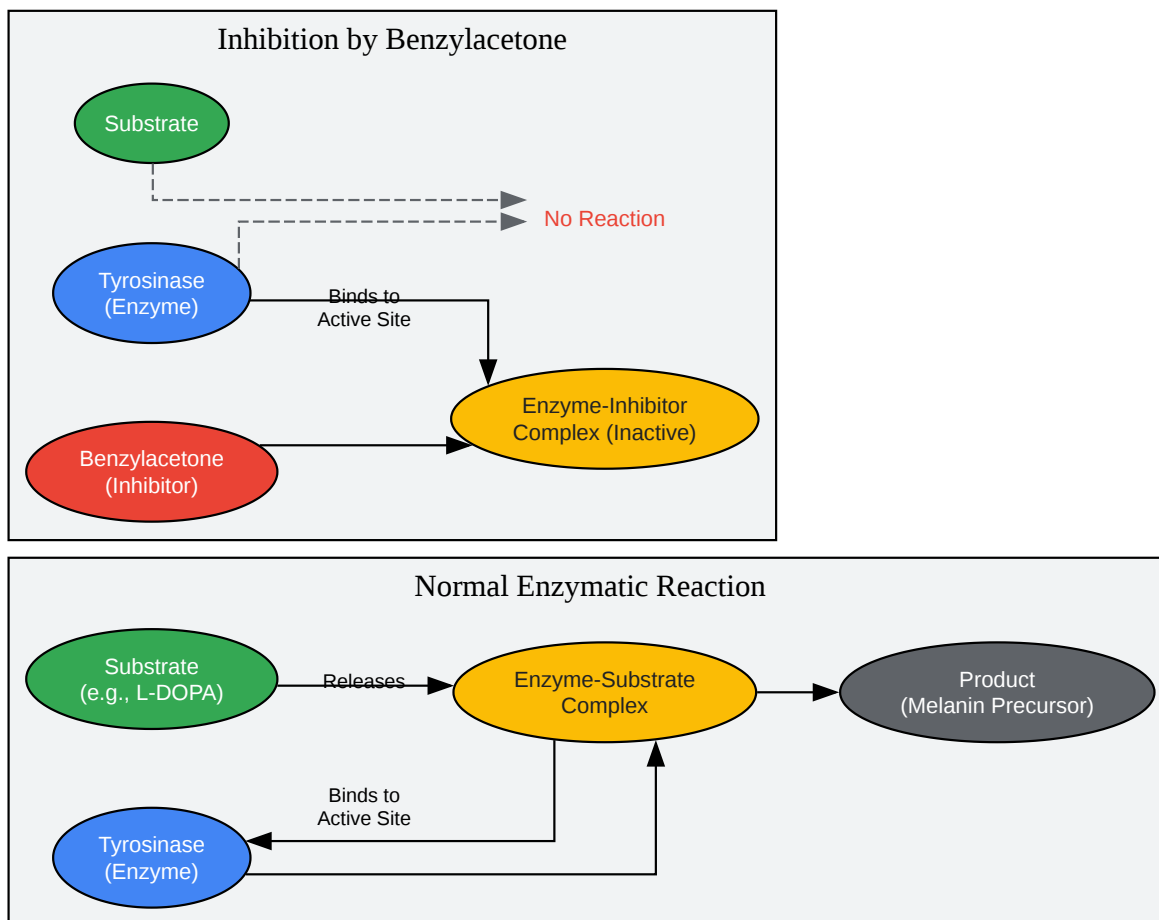 Inhibition by Benzylacetone
Substrate
No Reaction
Tyrosinase
(Enzyme)
Binds to
Active Site
Enzyme-Inhibitor
Complex (Inactive)
Benzylacetone
(Inhibitor)
Normal Enzymatic Reaction
Substrate
(e.g., L-DOPA)
Releases
Enzyme-Substrate
Complex
Product
(Melanin Precursor)
Binds to
Active Site
Tyrosinase
(Enzyme)